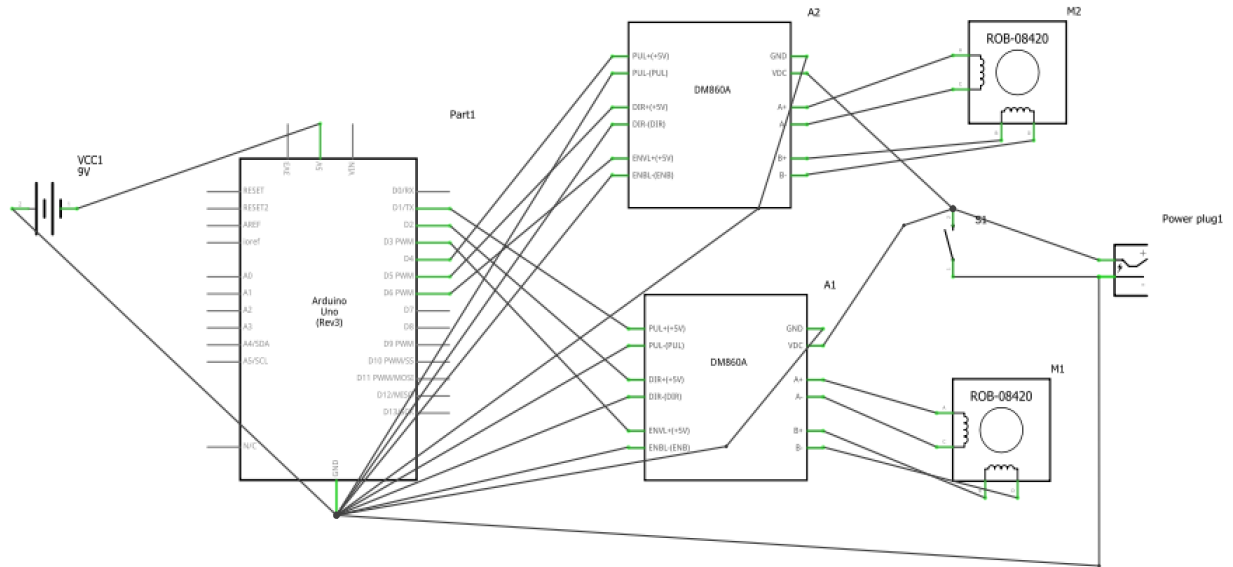 A2
M2
ROB-08420
PUL+(+5V)
PUL-(PUL)
DIR+(+5V)
DIR-(DIR)
ENVL+(+5V)
ENBL-(ENB)
DM860A
GND
VDC
A+
A-
B+
B-
Part1
VCC1
9V
A5
VIN
RESET
RESET2
AREF
ioref
A0
A1
A2
A3
A4/SDA
A5/SCL
N/C
Arduino
Uno
(Rev3)
D0/RX
D1/TX
D2
D3 PWM
D4
D5 PWM
D6 PWM
D7
D8
D9 PWM
D10 PWM/SS
D11 PWM/MOSI
GND
S1
Power plug1
A1
PUL+(+5V)
PUL-(PUL)
DIR+(+5V)
DIR-(DIR)
ENVL+(+5V)
ENBL-(ENB)
DM860A
GND
VDC
A+
A-
B+
B-
M1
ROB-08420